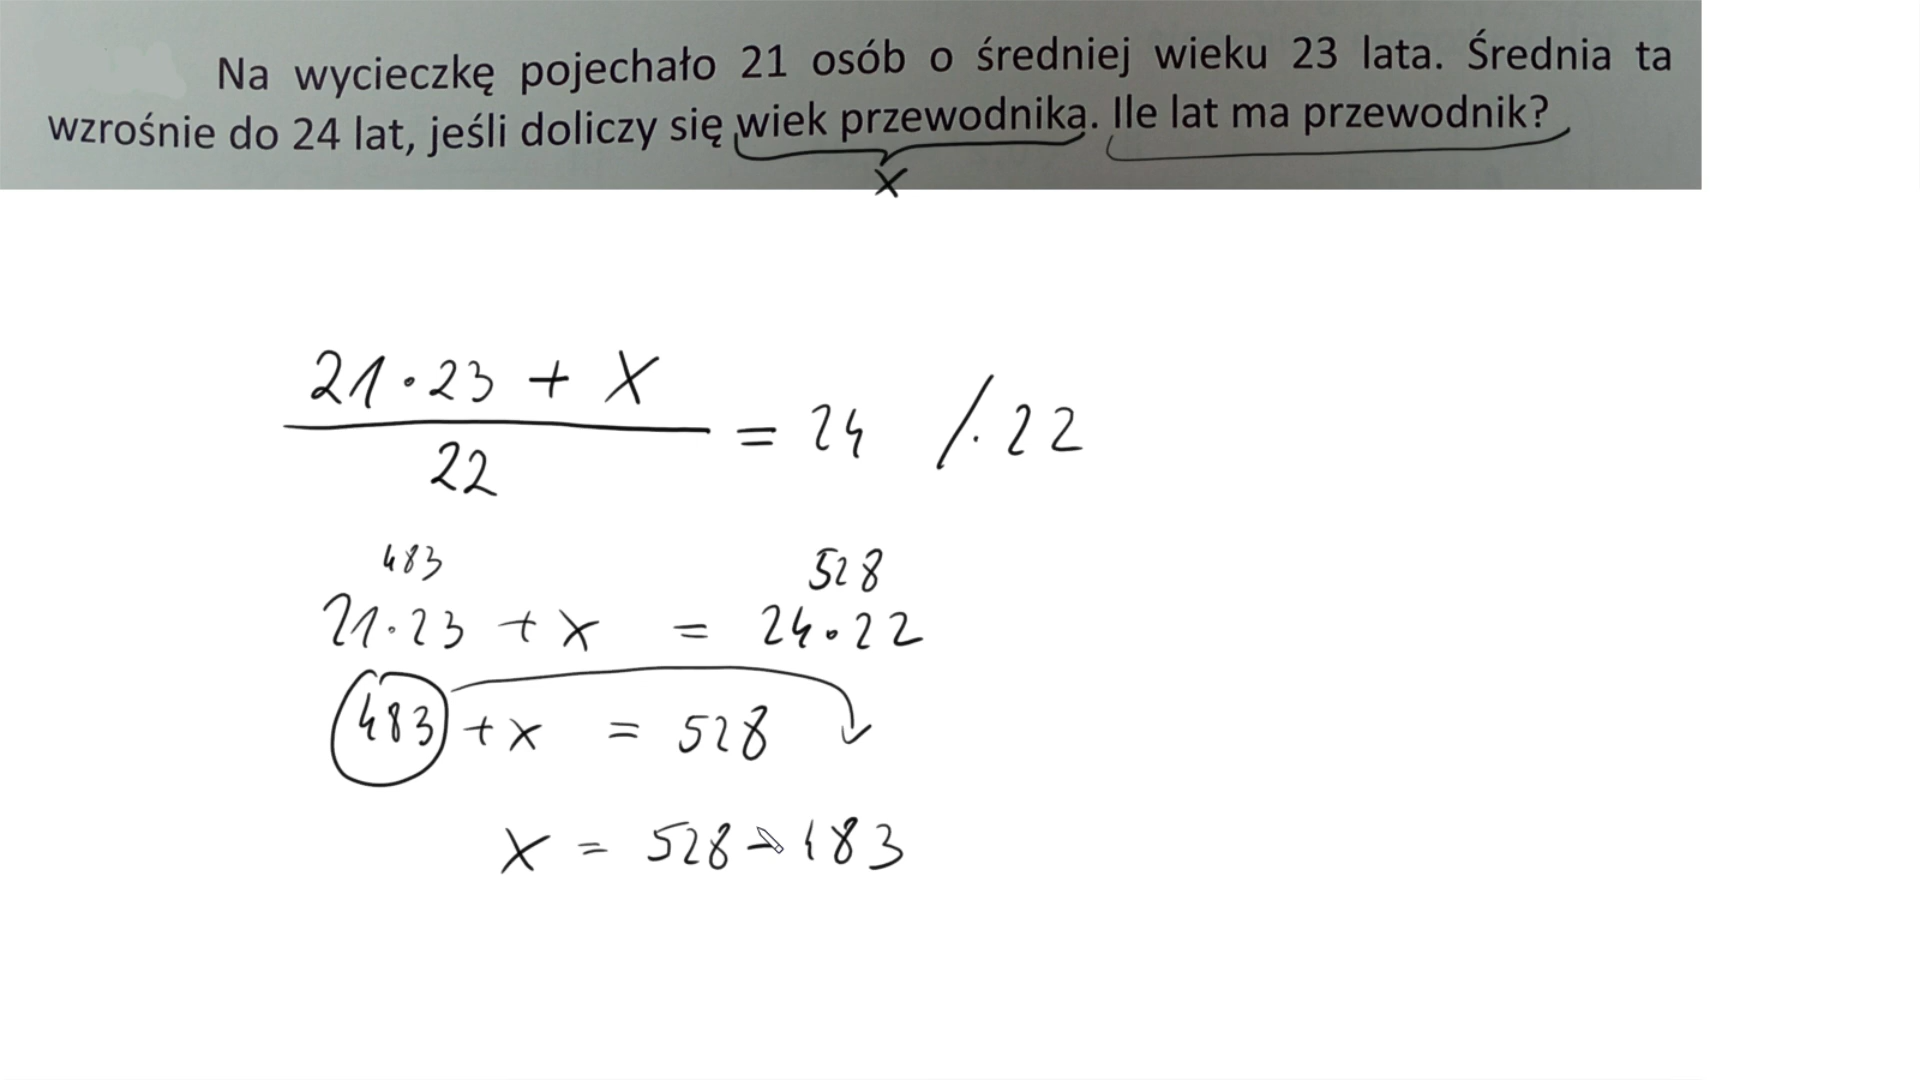 Na wycieczkę pojechało 21 osób o średniej wieku 23 lata. Średnia ta
wzrośnie do 24 lat, jeśli doliczy się wiek przewodnika. Ile lat ma przewodnik?
x
21·23 + x
22
= 24 /·22
483 528
21·23 + x = 24·22
483 + x = 528
x = 528 - 483